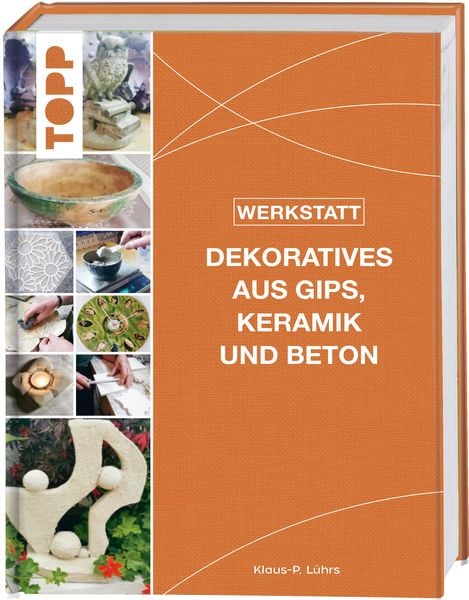 TOPP
WERKSTATT
DEKORATIVES
AUS GIPS,
KERAMIK
UND BETON
Klaus-P. Lührs